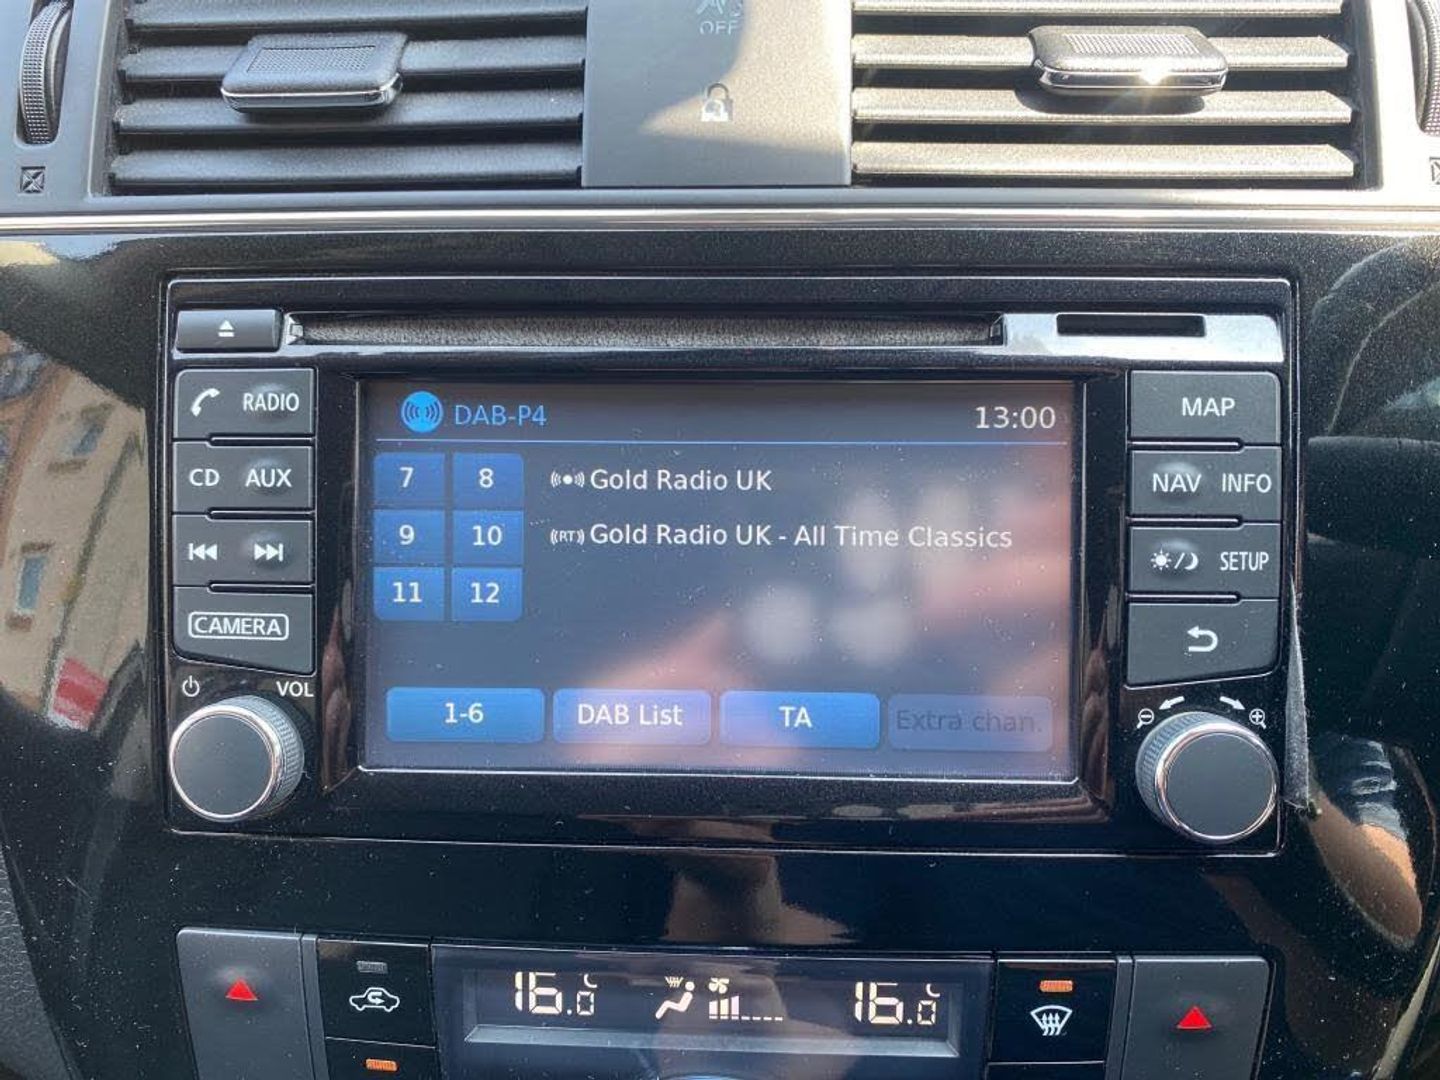 OFF
RADIO
CD AUX
CAMERA
VOL
DAB-P4 13:00
7 8
9 10
11 12
Gold Radio UK
((RT)) Gold Radio UK - All Time Classics
1-6 DAB List TA Extra chan.
MAP
NAV INFO
SETUP
16.0 16.0